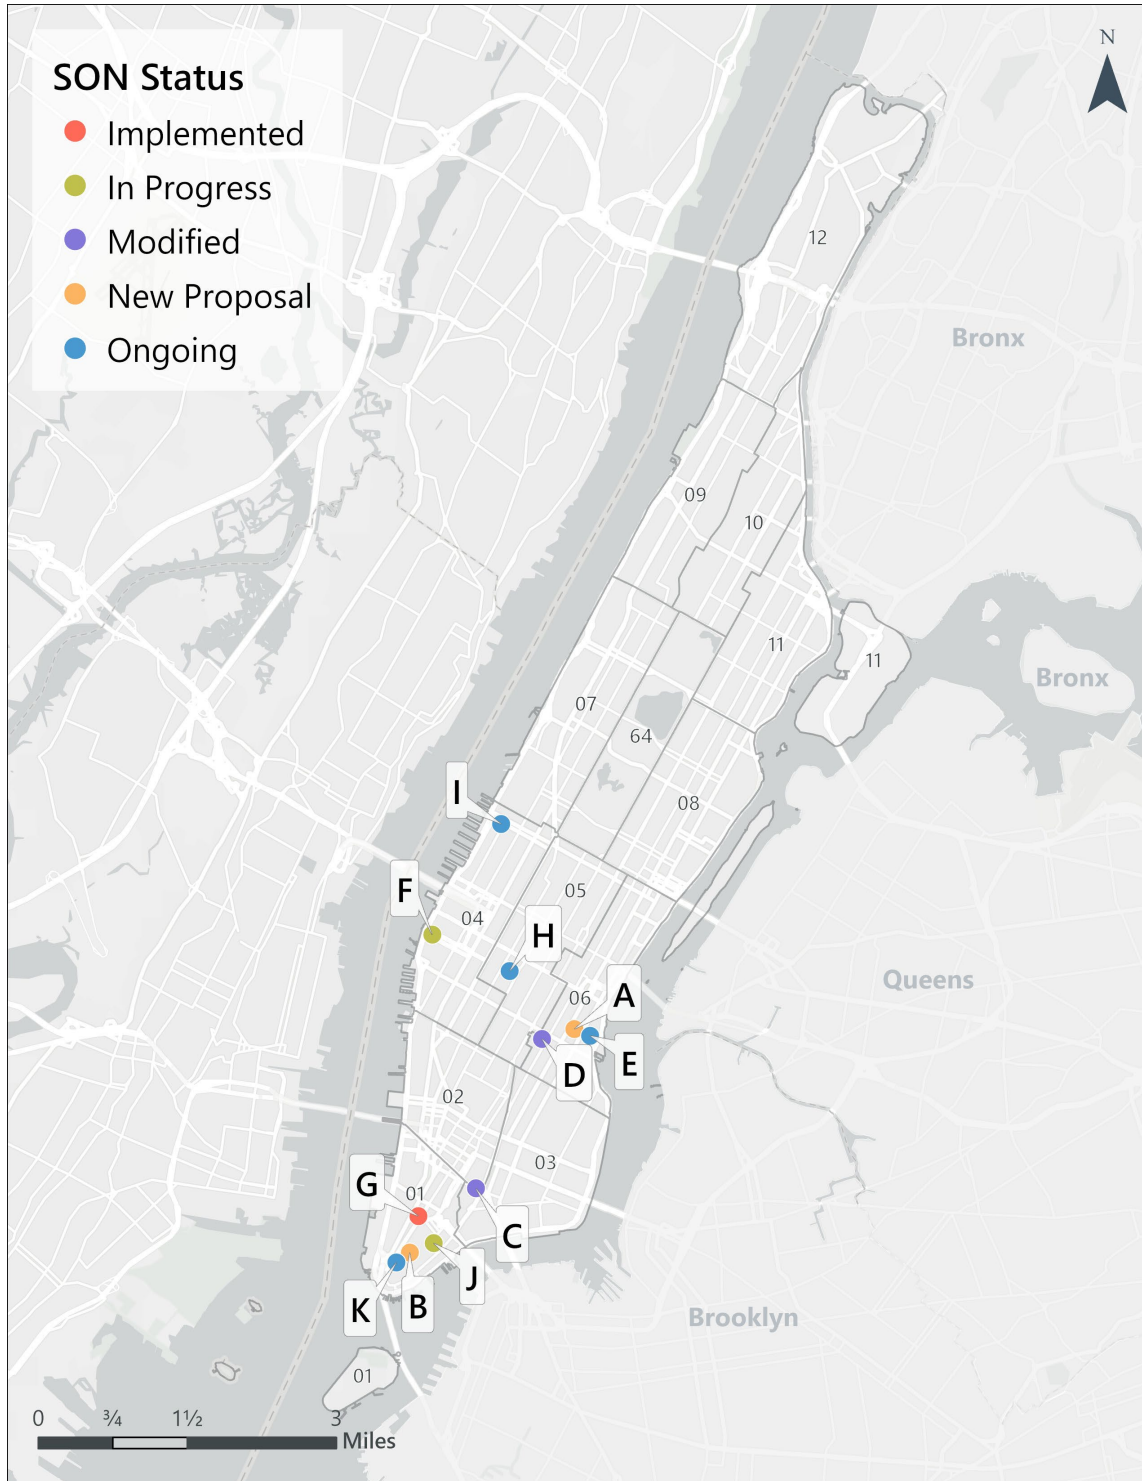 SON Status
Implemented
In Progress
Modified
New Proposal
Ongoing
N
12
Bronx
09
10
11
11
Bronx
07
64
08
I
F
04
05
H
Queens
06
A
D
E
02
03
G
01
C
J
K
B
Brooklyn
01
0 ¾ 1½ 3
Miles